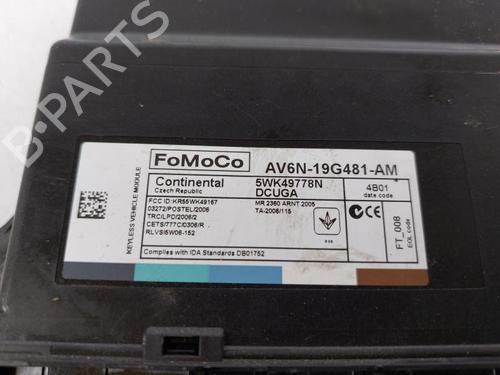 B-PARTS
FoMoCo
AV6N-19G481-AM
Continental
Czech Republic
5WK49778N
DCUGA
4B01
date code
KEYLESS VEHICLE MODULE
FCC ID:KR55WK49167
03272/POSTEL/2006
TRC/LPD/2006/2
CETS/777C/0306/R
RLVSI5W06-152
MR 2360 ARNT 2005
TA-2006/115
FT_008
EOL code
Complies with IDA Standards DB01752